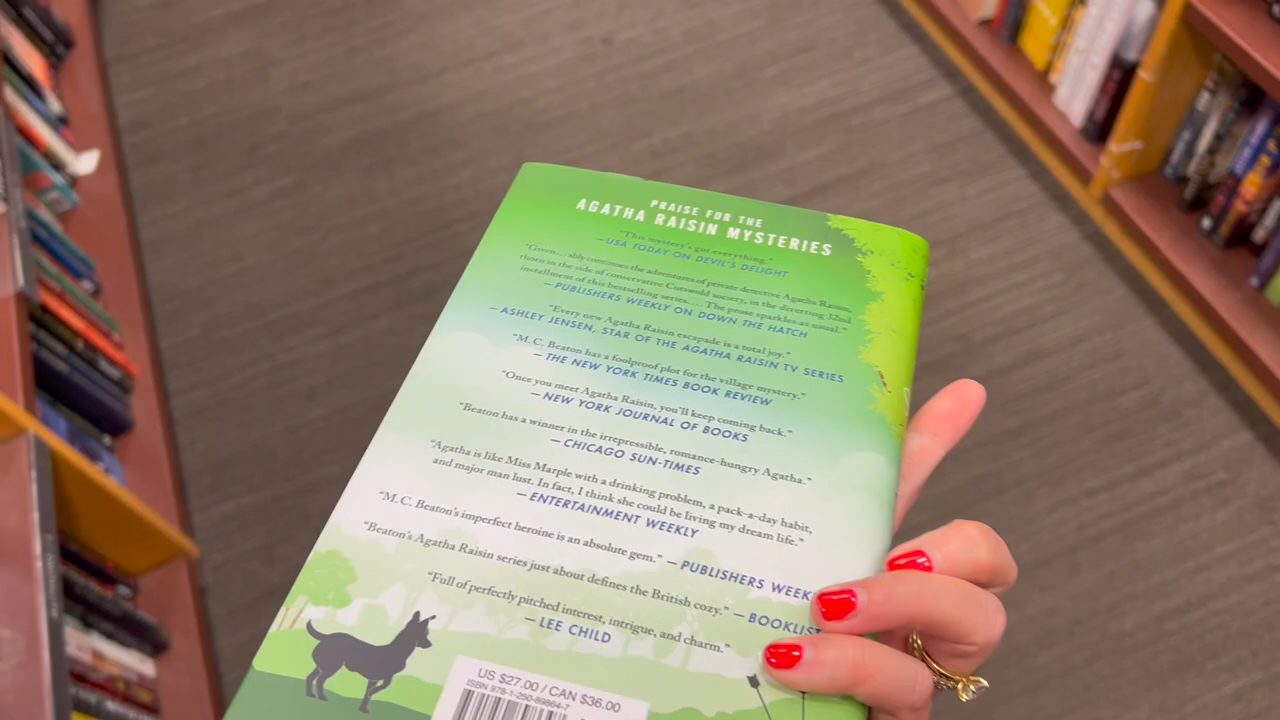 PRAISE FOR THE
AGATHA RAISIN MYSTERIES
"This mystery's got everything."
—USA TODAY ON DEVIL'S DELIGHT
"Green…ably continues the adventures of private detective Agatha Raisin,
thorn in the side of conservative Cotswold society, in the diverting 32nd
installment of this bestselling series.… The prose sparkles as usual."
—PUBLISHERS WEEKLY ON DOWN THE HATCH
"Every new Agatha Raisin escapade is a total joy."
—ASHLEY JENSEN, STAR OF THE AGATHA RAISIN TV SERIES
"M. C. Beaton has a foolproof plot for the village mystery."
—THE NEW YORK TIMES BOOK REVIEW
"Once you meet Agatha Raisin, you'll keep coming back."
—NEW YORK JOURNAL OF BOOKS
"Beaton has a winner in the irrepressible, romance-hungry Agatha."
—CHICAGO SUN-TIMES
"Agatha is like Miss Marple with a drinking problem, a pack-a-day habit,
and major man lust. In fact, I think she could be living my dream life."
—ENTERTAINMENT WEEKLY
"M. C. Beaton's imperfect heroine is an absolute gem." —PUBLISHERS WEEK
"Beaton's Agatha Raisin series just about defines the British cozy." —BOOKLIST
"Full of perfectly pitched interest, intrigue, and charm."
—LEE CHILD
US $27.00 / CAN $36.00
ISBN 978-1-250-89864-7